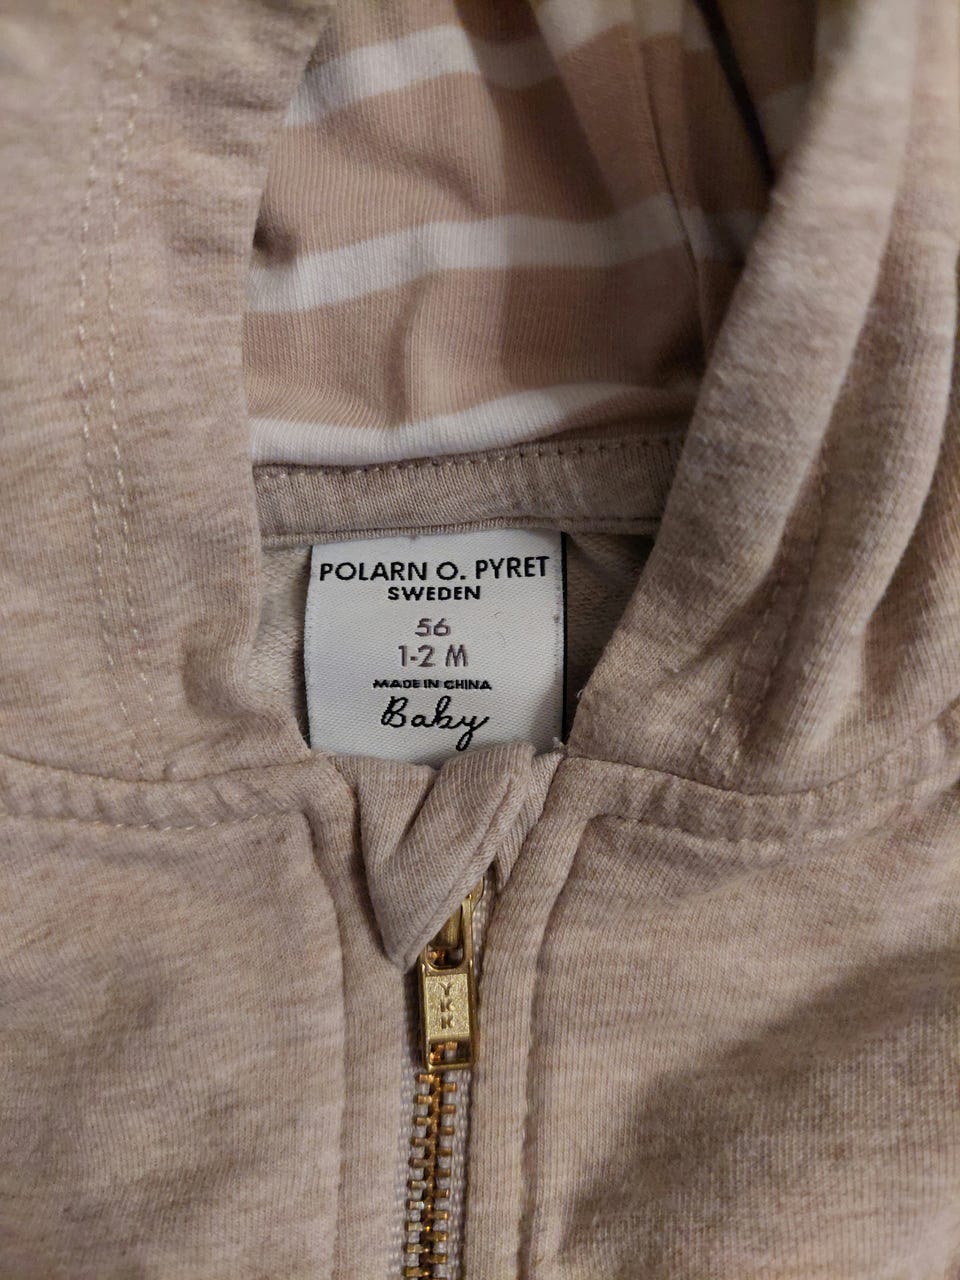 POLARN O. PYRET
SWEDEN
56
1-2 M
MADE IN CHINA
Baby
YKK